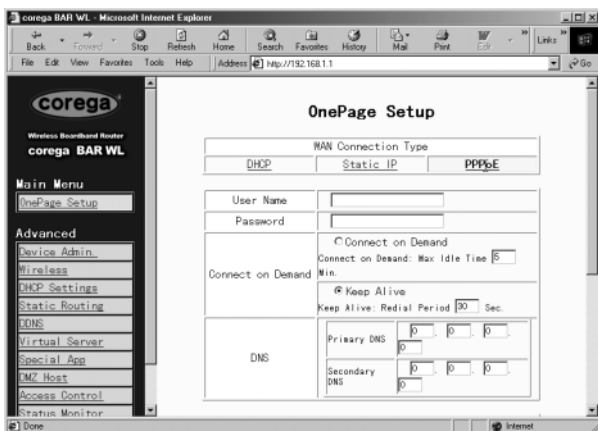 corega BAR WL - Microsoft Internet Explorer
Back Forward Stop Refresh Home Search Favorites History Mail Print Edit Links
File Edit View Favorites Tools Help Address http://192.168.1.1 Go
corega
Wireless Boardband Router
corega BAR WL
Main Menu
OnePage Setup
Advanced
Device Admin.
Wireless
DHCP Settings
Static Routing
DDNS
Virtual Server
Special App
DMZ Host
Access Control
Status Monitor
OnePage Setup
WAN Connection Type
DHCP Static IP PPPoE
User Name
Password
Connect on Demand
Connect on Demand
Connect on Demand: Max Idle Time 5
Min.
Keep Alive
Keep Alive: Redial Period 30 Sec.
DNS
Primary DNS 0 . 0 . 0 .
0
Secondary DNS 0 . 0 . 0 .
0
Done Internet